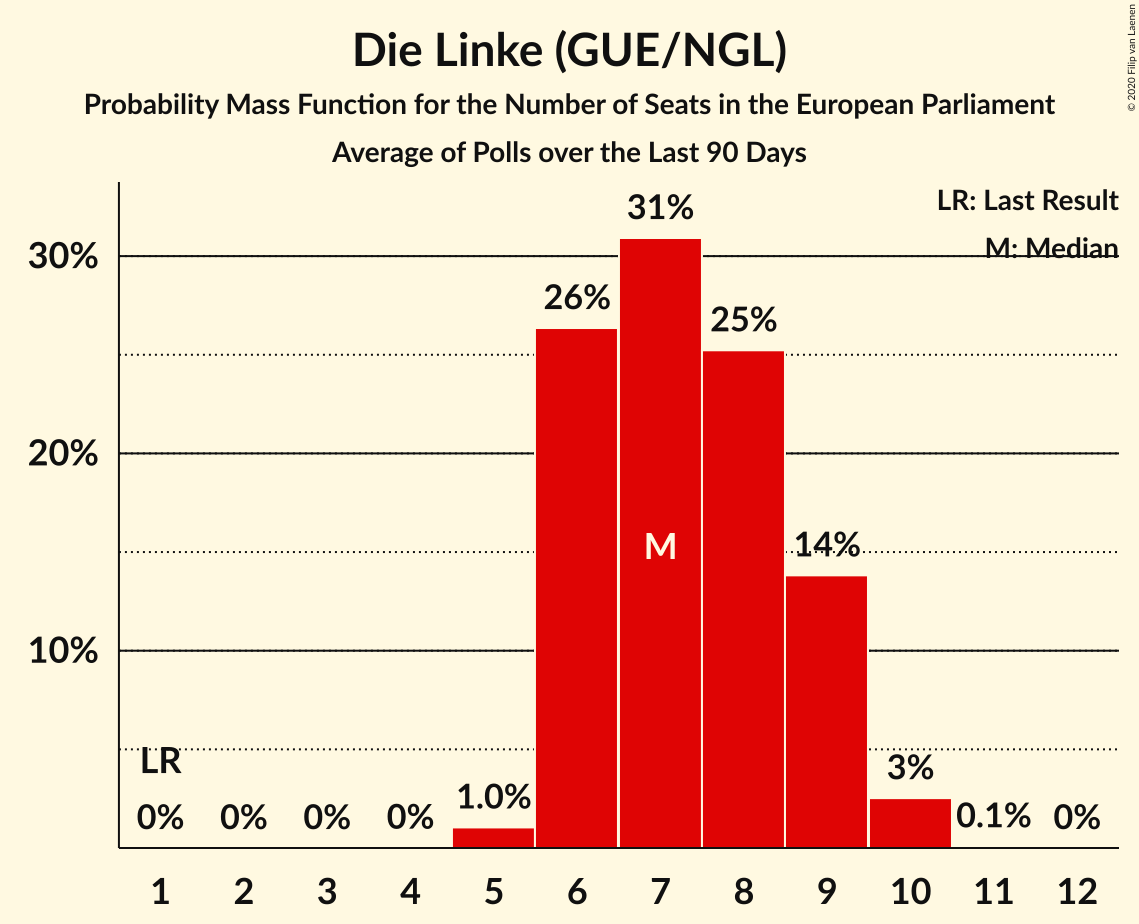 Die Linke (GUE/NGL)
Probability Mass Function for the Number of Seats in the European Parliament
Average of Polls over the Last 90 Days
© 2020 Filip van Laenen
LR: Last Result
M: Median
30%
20%
10%
LR
0%
0%
0%
0%
1.0%
26%
31%
M
25%
14%
3%
0.1%
0%
1 2 3 4 5 6 7 8 9 10 11 12